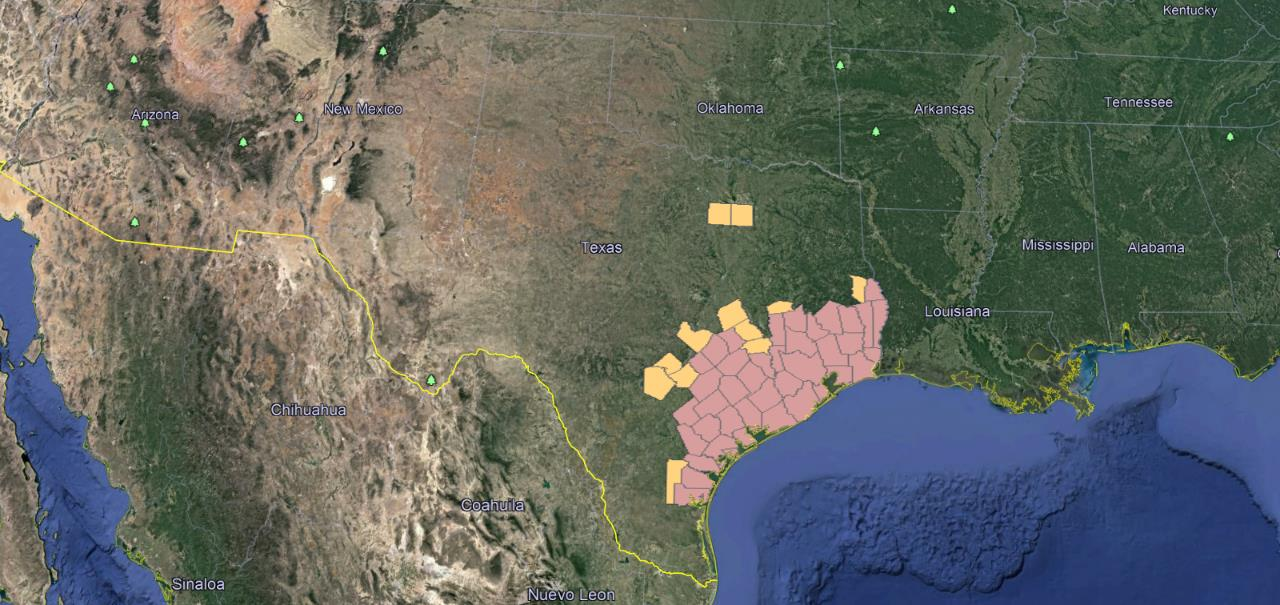 Kentucky
Arizona
New Mexico
Oklahoma
Arkansas
Tennessee
Texas
Mississippi
Alabama
Louisiana
Chihuahua
Coahuila
Sinaloa
Nuevo Leon